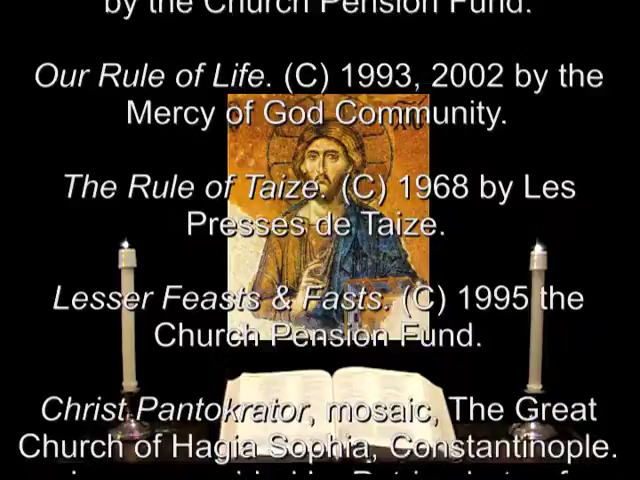 by the Church Pension Fund.
Our Rule of Life. (C) 1993, 2002 by the
Mercy of God Community.
The Rule of Taize. (C) 1968 by Les
Presses de Taize.
Lesser Feasts & Fasts. (C) 1995 the
Church Pension Fund.
Christ Pantokrator, mosaic, The Great
Church of Hagia Sophia, Constantinople.